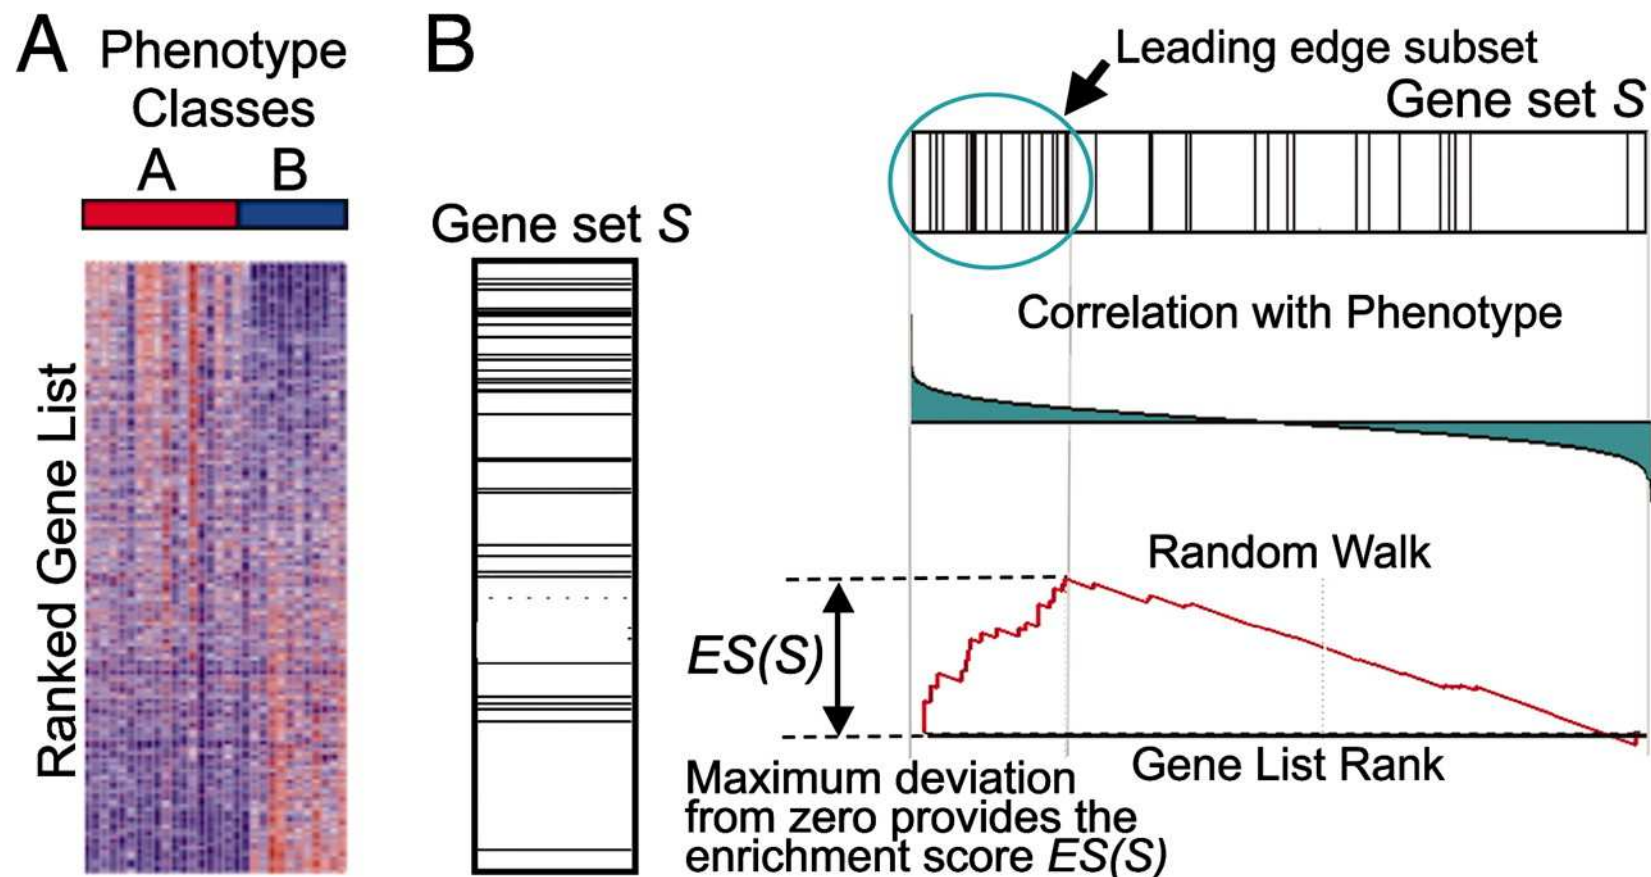 A
Phenotype
Classes
A B
Ranked Gene List
Gene set S
B
Leading edge subset
Gene set S
Correlation with Phenotype
Random Walk
ES(S)
Gene List Rank
Maximum deviation
from zero provides the
enrichment score ES(S)